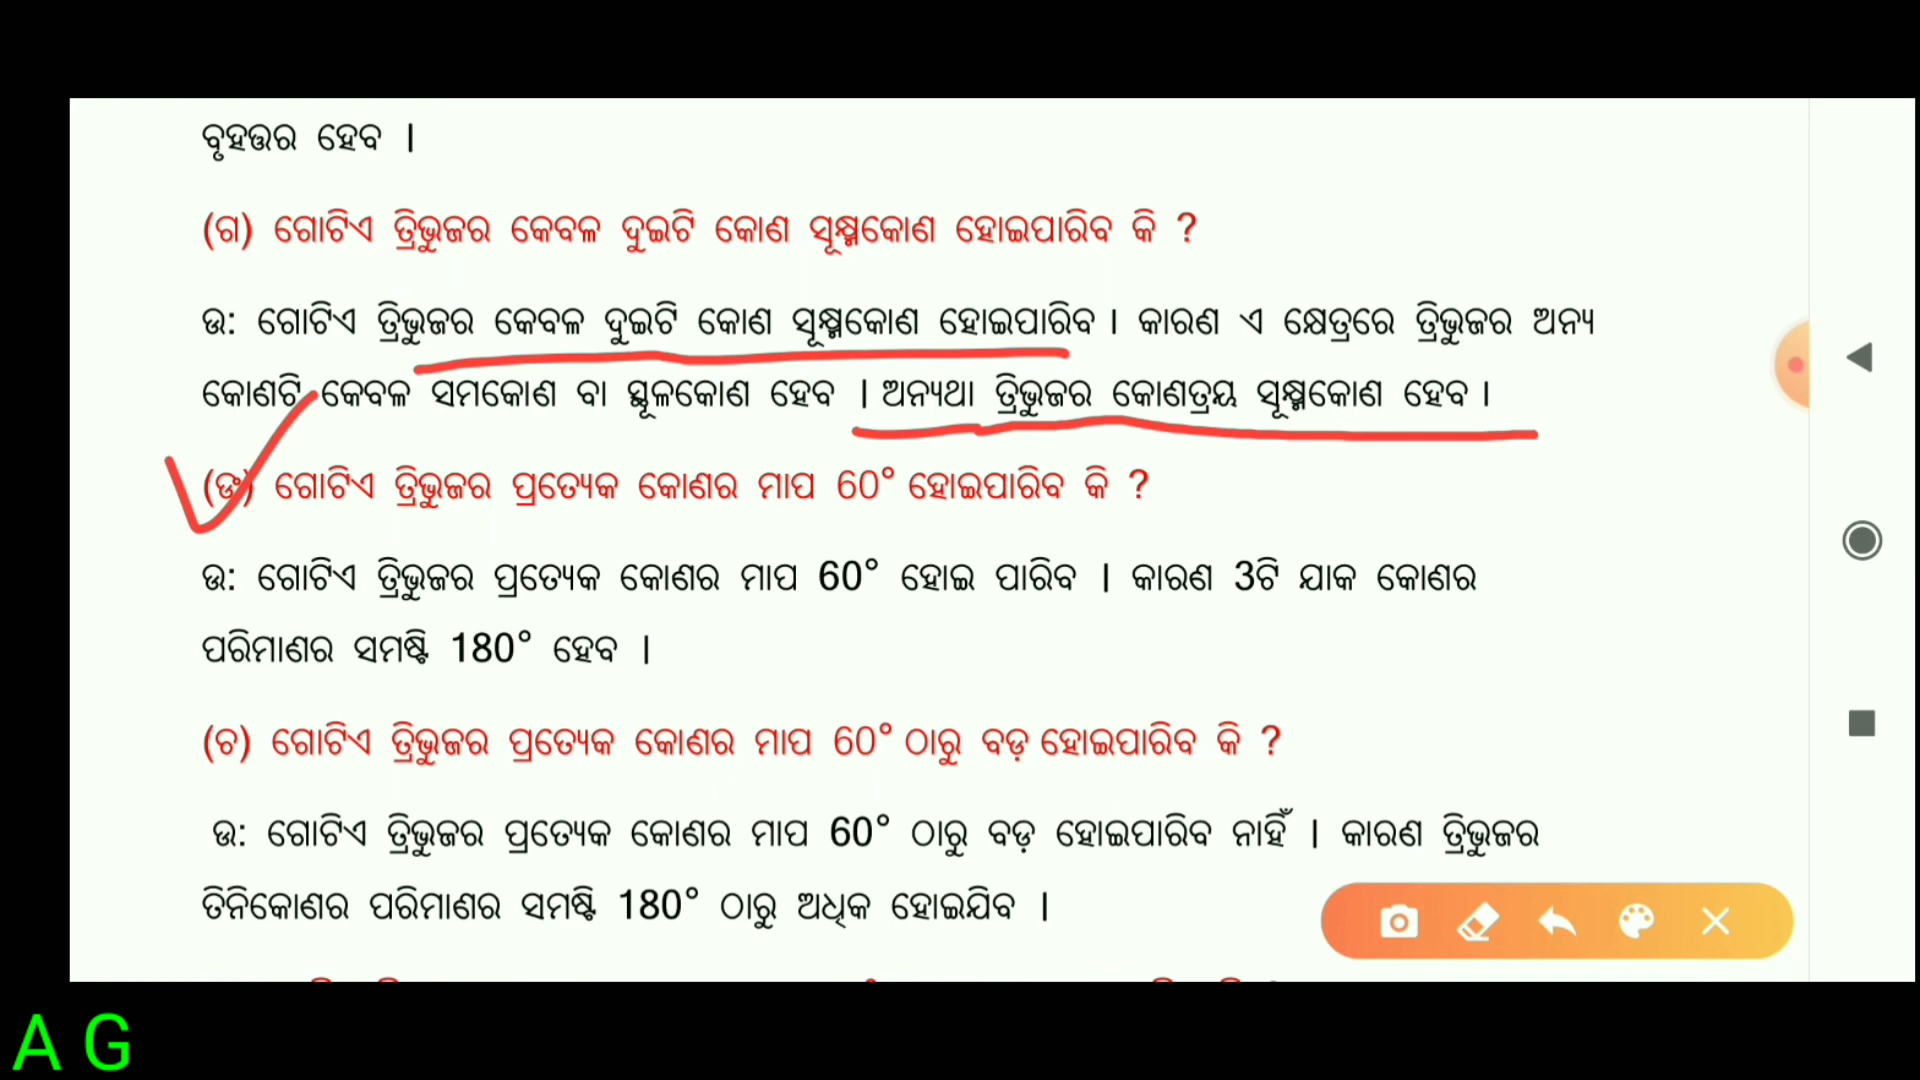 ବୃହତ୍ତର ହେବ |
(ଗ) ଗୋଟିଏ ତ୍ରିଭୁଜର କେବଳ ଦୁଇଟି କୋଣ ସୂକ୍ଷ୍ମକୋଣ ହୋଇପାରିବ କି ?
ଉ: ଗୋଟିଏ ତ୍ରିଭୁଜର କେବଳ ଦୁଇଟି କୋଣ ସୂକ୍ଷ୍ମକୋଣ ହୋଇପାରିବ । କାରଣ ଏ କ୍ଷେତ୍ରରେ ତ୍ରିଭୁଜର ଅନ୍ୟ
କୋଣଟି କେବଳ ସମକୋଣ ବା ସ୍ଥୂଳକୋଣ ହେବ | ଅନ୍ୟଥା ତ୍ରିଭୁଜର କୋଣତ୍ରୟ ସୂକ୍ଷ୍ମକୋଣ ହେବ ।
(ଙ) ଗୋଟିଏ ତ୍ରିଭୁଜର ପ୍ରତ୍ୟେକ କୋଣର ମାପ 60° ହୋଇପାରିବ କି ?
ଉ: ଗୋଟିଏ ତ୍ରିଭୁଜର ପ୍ରତ୍ୟେକ କୋଣର ମାପ 60° ହୋଇ ପାରିବ | କାରଣ 3ଟି ଯାକ କୋଣର
ପରିମାଣର ସମଷ୍ଟି 180° ହେବ |
(ଚ) ଗୋଟିଏ ତ୍ରିଭୁଜର ପ୍ରତ୍ୟେକ କୋଣର ମାପ 60° ଠାରୁ ବଡ଼ ହୋଇପାରିବ କି ?
ଉ: ଗୋଟିଏ ତ୍ରିଭୁଜର ପ୍ରତ୍ୟେକ କୋଣର ମାପ 60° ଠାରୁ ବଡ଼ ହୋଇପାରିବ ନାହିଁ | କାରଣ ତ୍ରିଭୁଜର
ତିନିକୋଣର ପରିମାଣର ସମଷ୍ଟି 180° ଠାରୁ ଅଧିକ ହୋଇଯିବ |
A G